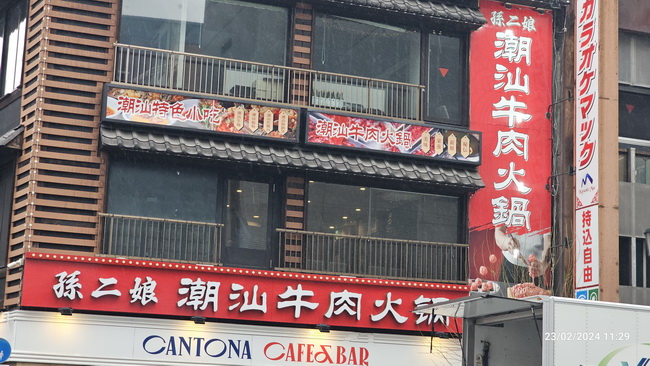 孫二娘
潮汕牛肉火鍋
カラオケマック
持込自由
潮汕特色小吃
潮汕牛肉火鍋
孫二娘 潮汕牛肉火鍋
CANTONA CAFE&BAR
23/02/2024 11:29